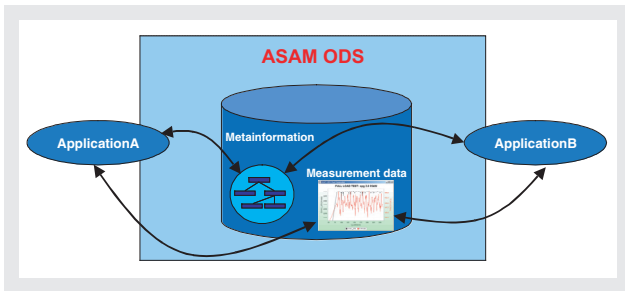 ASAM ODS
ApplicationA
Metainformation
ApplicationB
Measurement data